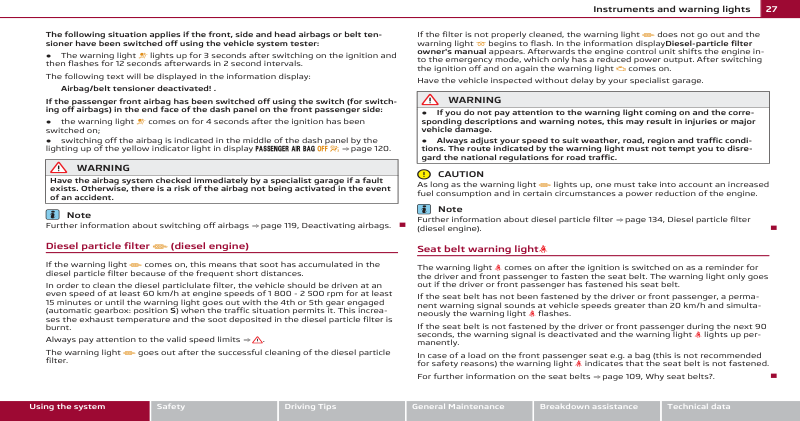 Instruments and warning lights 27
The following situation applies if the front, side and head airbags or belt ten-
sioner have been switched off using the vehicle system tester:
• The warning light lights up for 3 seconds after switching on the ignition and
then flashes for 12 seconds afterwards in 2 second intervals.
The following text will be displayed in the information display:
Airbag/belt tensioner deactivated! .
If the passenger front airbag has been switched off using the switch (for switch-
ing off airbags) in the end face of the dash panel on the front passenger side:
• the warning light comes on for 4 seconds after the ignition has been
switched on;
• switching off the airbag is indicated in the middle of the dash panel by the
lighting up of the yellow indicator light in display PASSENGER AIR BAG OFF ⇒ page 120.
WARNING
Have the airbag system checked immediately by a specialist garage if a fault
exists. Otherwise, there is a risk of the airbag not being activated in the event
of an accident.
Note
Further information about switching off airbags ⇒ page 119, Deactivating airbags.
Diesel particle filter (diesel engine)
If the warning light comes on, this means that soot has accumulated in the
diesel particle filter because of the frequent short distances.
In order to clean the diesel particlulate filter, the vehicle should be driven at an
even speed of at least 60 km/h at engine speeds of 1 800 - 2 500 rpm for at least
15 minutes or until the warning light goes out with the 4th or 5th gear engaged
(automatic gearbox: position S) when the traffic situation permits it. This increa-
ses the exhaust temperature and the soot deposited in the diesel particle filter is
burnt.
Always pay attention to the valid speed limits ⇒ .
The warning light goes out after the successful cleaning of the diesel particle
filter.
If the filter is not properly cleaned, the warning light does not go out and the
warning light begins to flash. In the information displayDiesel-particle filter
owner's manual appears. Afterwards the engine control unit shifts the engine in-
to the emergency mode, which only has a reduced power output. After switching
the ignition off and on again the warning light comes on.
Have the vehicle inspected without delay by your specialist garage.
WARNING
• If you do not pay attention to the warning light coming on and the corre-
sponding descriptions and warning notes, this may result in injuries or major
vehicle damage.
• Always adjust your speed to suit weather, road, region and traffic condi-
tions. The route indicated by the warning light must not tempt you to disre-
gard the national regulations for road traffic.
CAUTION
As long as the warning light lights up, one must take into account an increased
fuel consumption and in certain circumstances a power reduction of the engine.
Note
Further information about diesel particle filter ⇒ page 134, Diesel particle filter
(diesel engine).
Seat belt warning light
The warning light comes on after the ignition is switched on as a reminder for
the driver and front passenger to fasten the seat belt. The warning light only goes
out if the driver or front passenger has fastened his seat belt.
If the seat belt has not been fastened by the driver or front passenger, a perma-
nent warning signal sounds at vehicle speeds greater than 20 km/h and simulta-
neously the warning light flashes.
If the seat belt is not fastened by the driver or front passenger during the next 90
seconds, the warning signal is deactivated and the warning light lights up per-
manently.
In case of a load on the front passenger seat e.g. a bag (this is not recommended
for safety reasons) the warning light indicates that the seat belt is not fastened.
For further information on the seat belts ⇒ page 109, Why seat belts?.
Using the system Safety Driving Tips General Maintenance Breakdown assistance Technical data